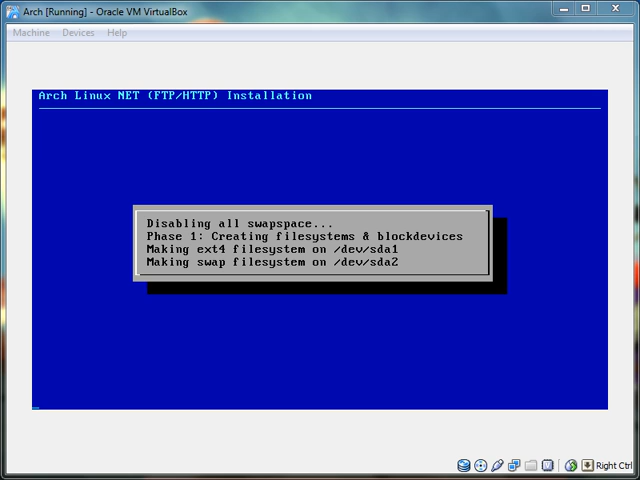 Arch [Running] - Oracle VM VirtualBox
Machine Devices Help
Arch Linux NET (FTP/HTTP) Installation
Disabling all swapspace...
Phase 1: Creating filesystems & blockdevices
Making ext4 filesystem on /dev/sda1
Making swap filesystem on /dev/sda2
Right Ctrl